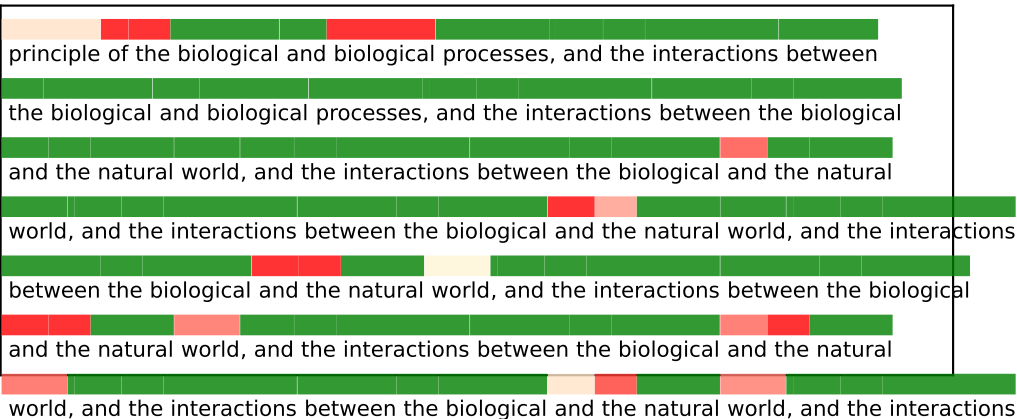 principle of the biological and biological processes, and the interactions between
the biological and biological processes, and the interactions between the biological
and the natural world, and the interactions between the biological and the natural
world, and the interactions between the biological and the natural world, and the interactions
between the biological and the natural world, and the interactions between the biological
and the natural world, and the interactions between the biological and the natural
world, and the interactions between the biological and the natural world, and the interactions